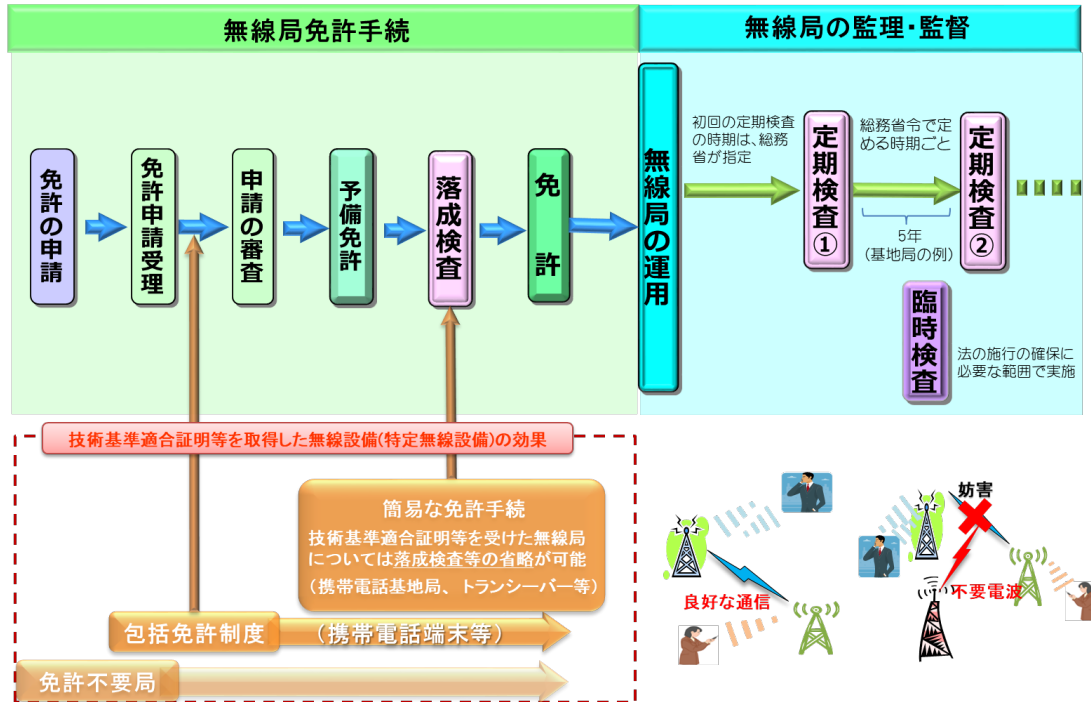 無線局免許手続
無線局の監理・監督
免許の申請
免許申請受理
申請の審査
予備免許
落成検査
免許
無線局の運用
初回の定期検査
の時期は、総務
省が指定
定期検査①
総務省令で定
める時期ごと
5年
(基地局の例)
定期検査②
臨時検査
法の施行の確保に
必要な範囲で実施
技術基準適合証明等を取得した無線設備(特定無線設備)の効果
簡易な免許手続
技術基準適合証明等を受けた無線局
については落成検査等の省略が可能
(携帯電話基地局、トランシーバー等)
包括免許制度
(携帯電話端末等)
免許不要局
良好な通信
妨害
不要電波